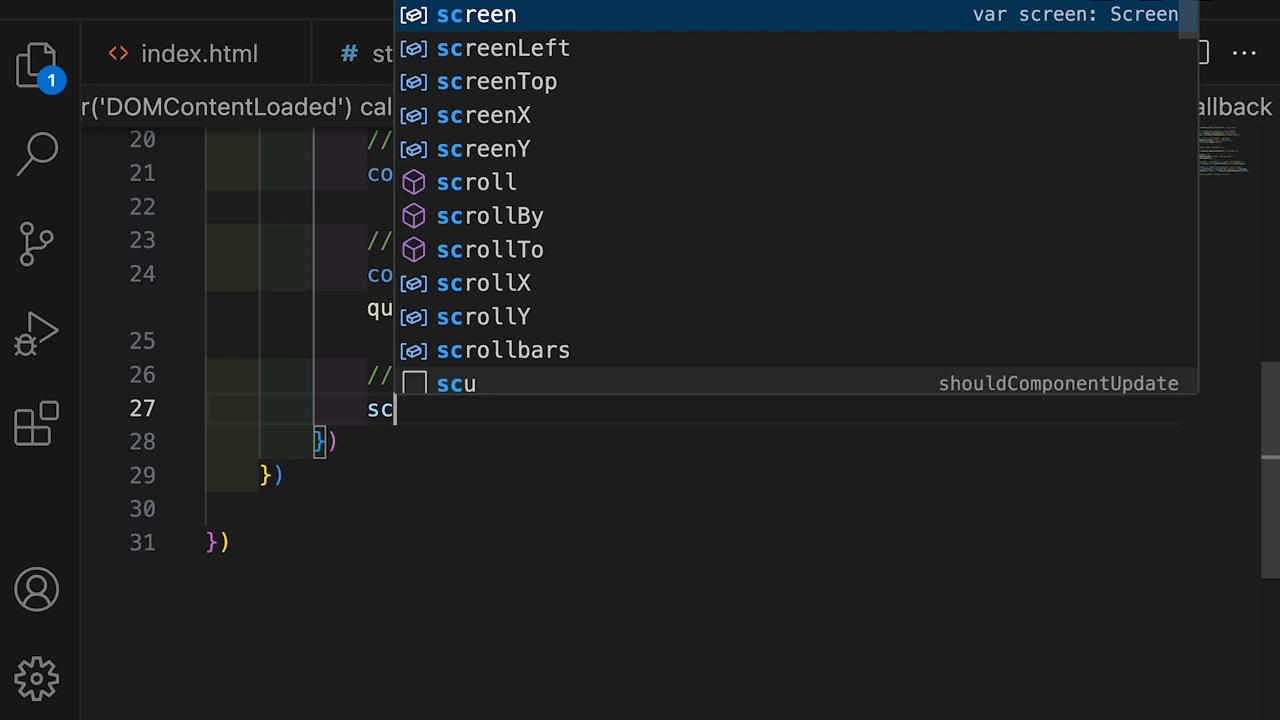 screen var screen: Screen
index.html # st
screenLeft
screenTop
r('DOMContentLoaded') cal allback
screenX
20 //
screenY
21 co
scroll
22
scrollBy
23 //
scrollTo
24 co
scrollX
qu
scrollY
25
scrollbars
26 //
scu shouldComponentUpdate
27 sc
28 })
29 })
30
31 })
1